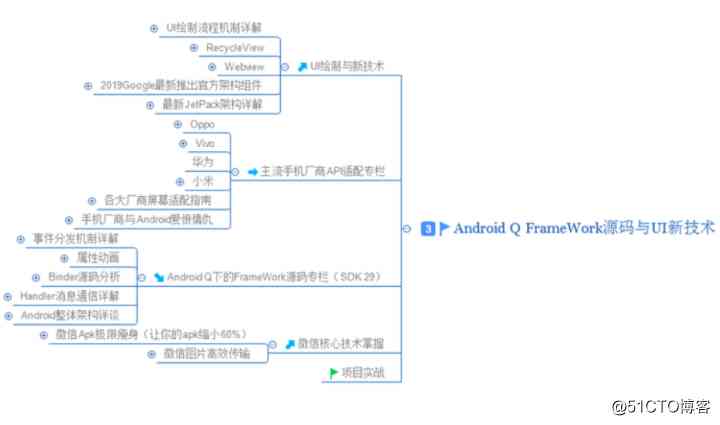 UI绘制流程机制详解
RecycleView
Webview
2019Google最新推出官方架构组件
最新JetPack架构详解
UI绘制与新技术
Oppo
Vivo
华为
小米
各大厂商屏幕适配指南
手机厂商与Android爱恨情仇
主流手机厂商API适配专栏
事件分发机制详解
属性动画
Binder源码分析
Handler消息通信详解
Android整体架构详谈
Android Q下的FrameWork源码专栏（SDK 29）
微信Apk极限瘦身（让你的apk缩小60%）
微信图片高效传输
微信核心技术掌握
项目实战
3 Android Q FrameWork源码与UI新技术
@51CTO博客